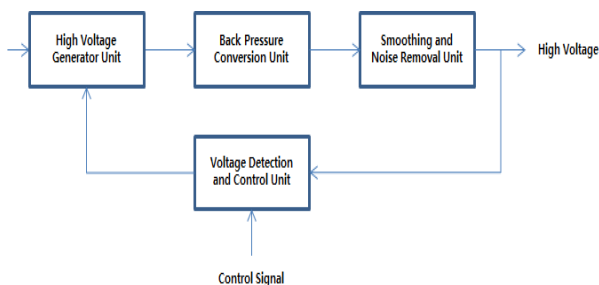 High Voltage
Generator Unit
Back Pressure
Conversion Unit
Smoothing and
Noise Removal Unit
High Voltage
Voltage Detection
and Control Unit
Control Signal